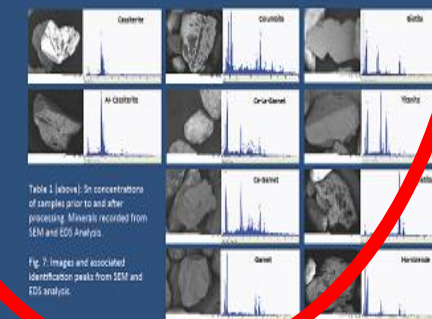 Cassiterite
Columbite
Biotite
Al- Cassiterite
Ce-La-Garnet
Titanite
Ce-Garnet
Garnet
Hornblende
Table 1 (above): Sn concentrations
of samples prior to and after
processing. Minerals recorded from
SEM and EDS Analysis.
Fig. 7: Images and associated
identification peaks from SEM and
EDS analysis.